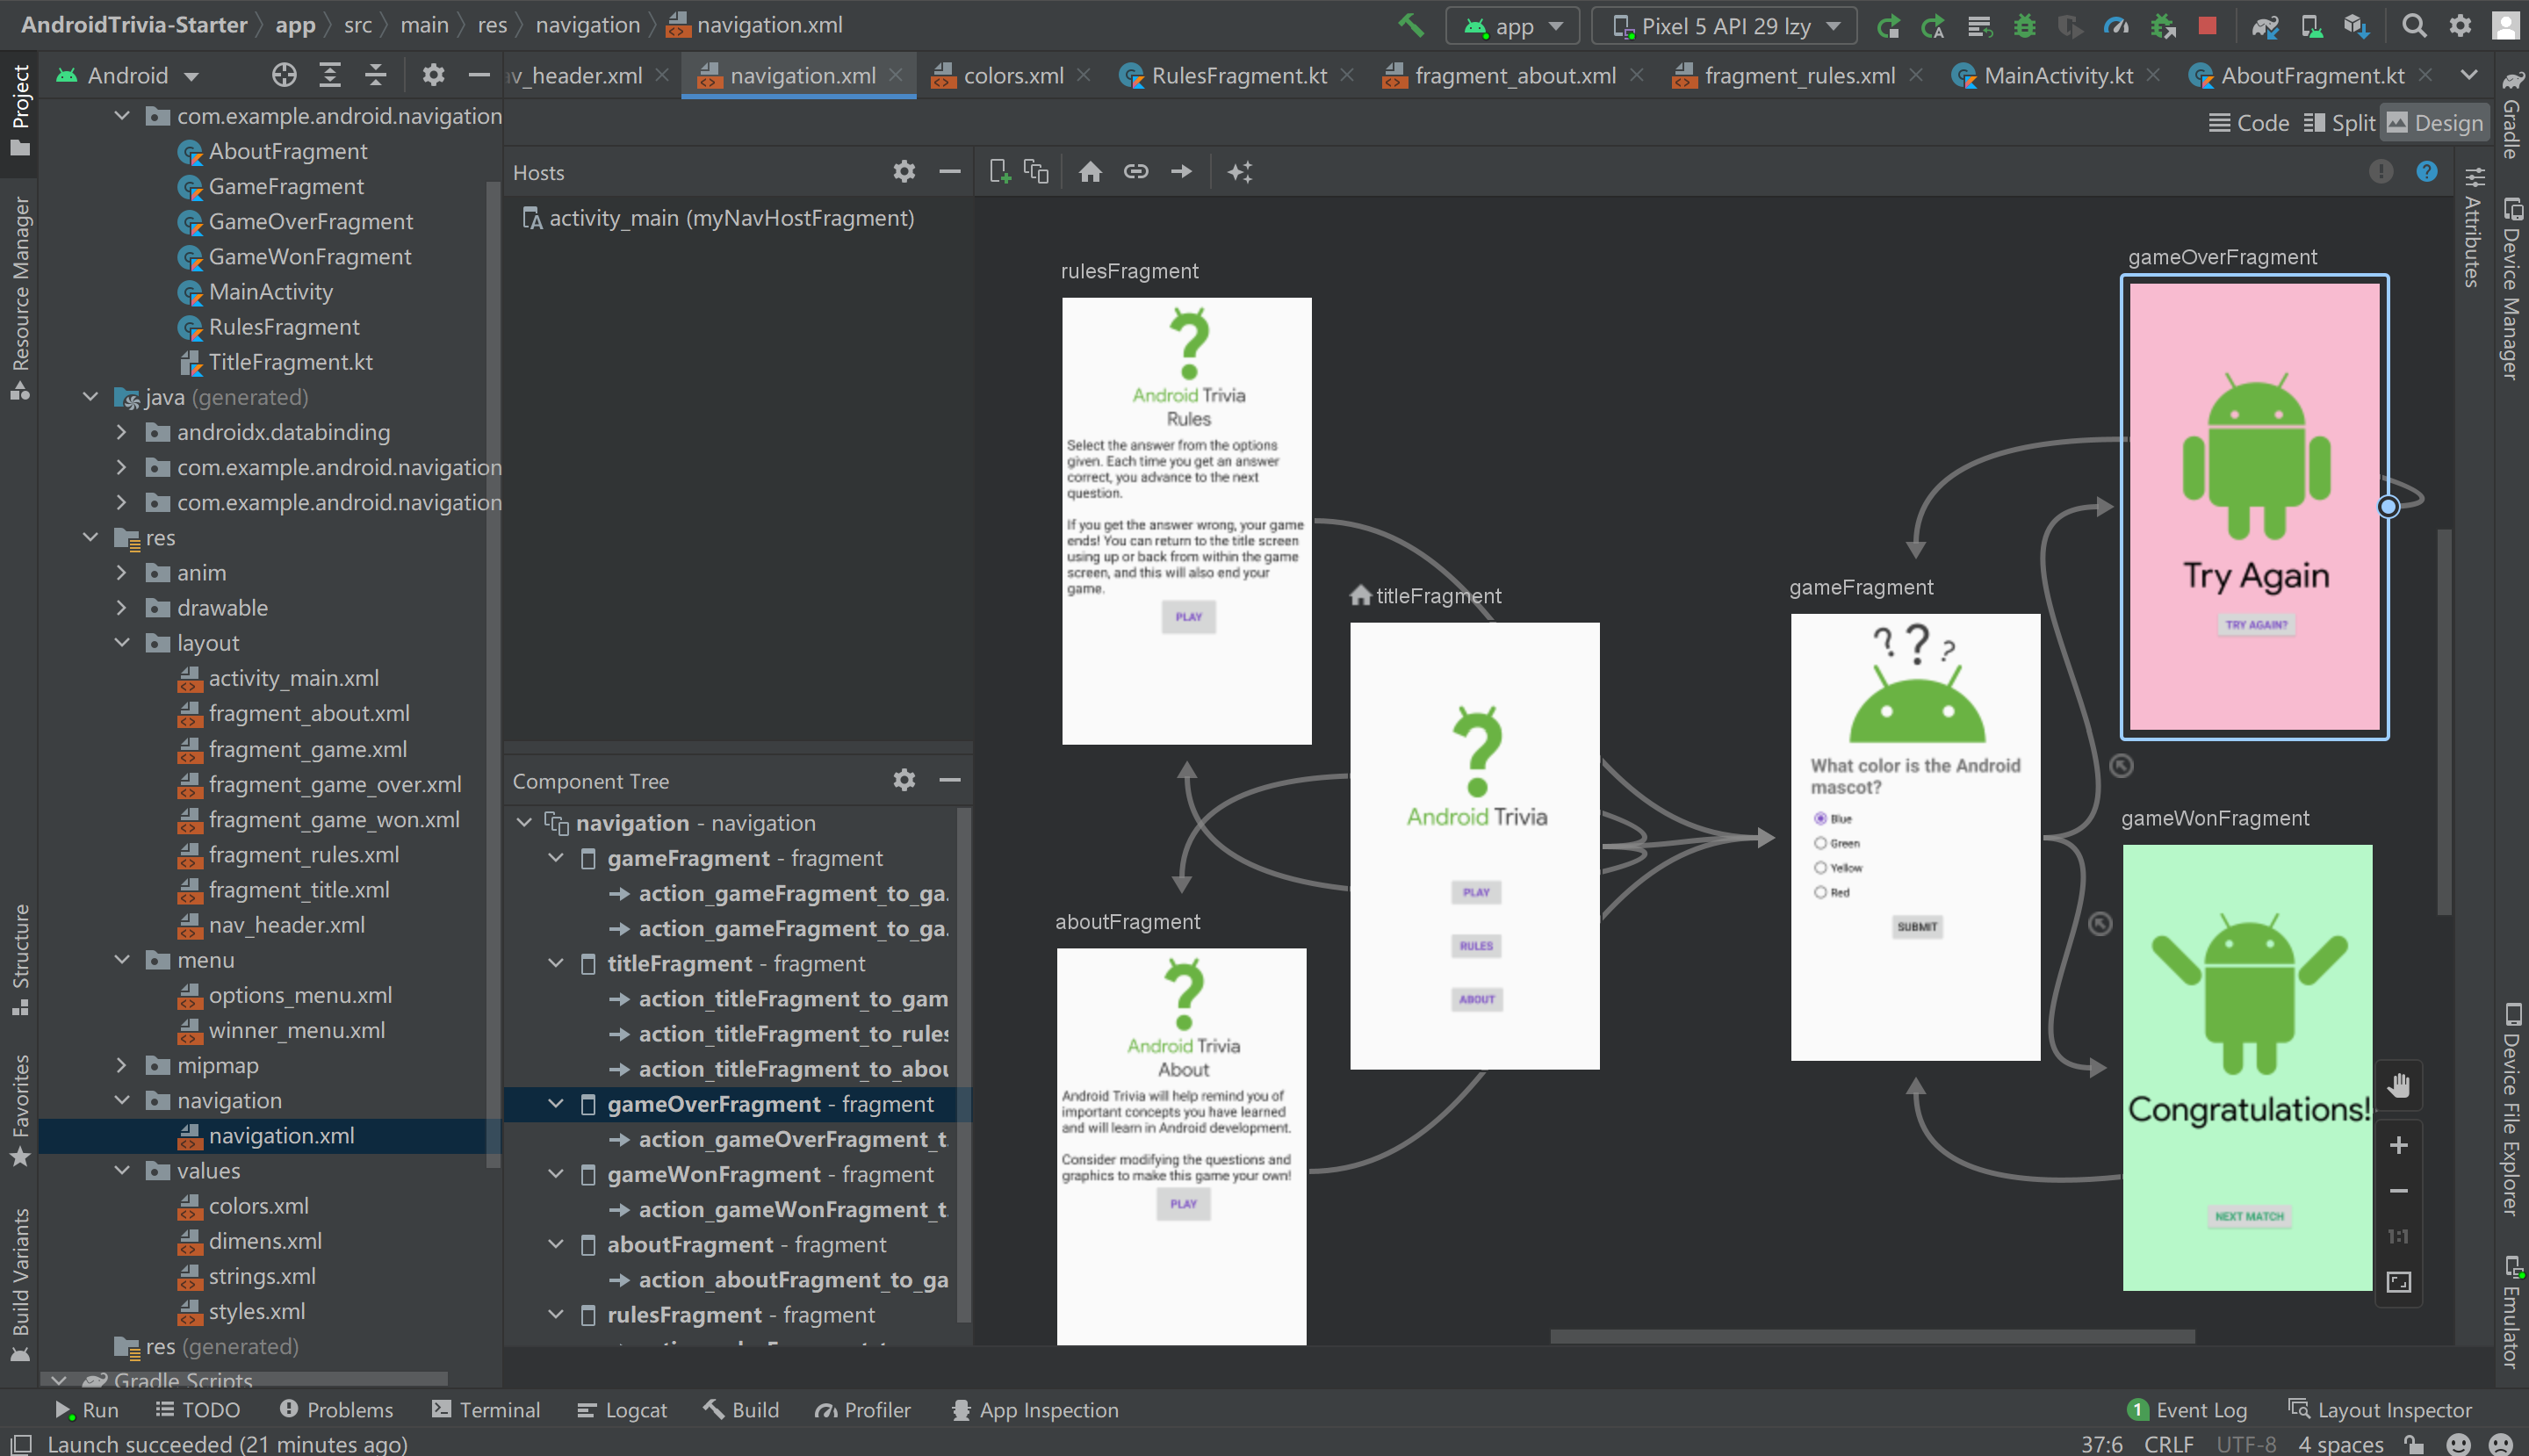 AndroidTrivia-Starter app src main res navigation navigation.xml
app
Pixel 5 API 29 lzy
Android
v_header.xml
navigation.xml
colors.xml
RulesFragment.kt
fragment_about.xml
fragment_rules.xml
MainActivity.kt
AboutFragment.kt
Code
Split
Design
Project
Resource Manager
Structure
Favorites
Build Variants
com.example.android.navigation
AboutFragment
GameFragment
GameOverFragment
GameWonFragment
MainActivity
RulesFragment
TitleFragment.kt
java (generated)
androidx.databinding
com.example.android.navigation
com.example.android.navigation
res
anim
drawable
layout
activity_main.xml
fragment_about.xml
fragment_game.xml
fragment_game_over.xml
fragment_game_won.xml
fragment_rules.xml
fragment_title.xml
nav_header.xml
menu
options_menu.xml
winner_menu.xml
mipmap
navigation
navigation.xml
values
colors.xml
dimens.xml
strings.xml
styles.xml
res (generated)
Gradle Scripts
Hosts
activity_main (myNavHostFragment)
Component Tree
navigation - navigation
gameFragment - fragment
action_gameFragment_to_ga.
action_gameFragment_to_ga.
titleFragment - fragment
action_titleFragment_to_gam
action_titleFragment_to_rules
action_titleFragment_to_abou
gameOverFragment - fragment
action_gameOverFragment_t.
gameWonFragment - fragment
action_gameWonFragment_t.
aboutFragment - fragment
action_aboutFragment_to_ga
rulesFragment - fragment
rulesFragment
Android Trivia
Rules
Select the answer from the options
given. Each time you get an answer
correct, you advance to the next
question.
If you get the answer wrong, your game
ends! You can return to the title screen
using up or back from within the game
screen, and this will also end your
game.
PLAY
aboutFragment
Android Trivia
About
Android Trivia will help remind you of
important concepts you have learned
and will learn in Android development.
Consider modifying the questions and
graphics to make this game your own!
PLAY
titleFragment
Android Trivia
PLAY
RULES
ABOUT
gameFragment
What color is the Android
mascot?
Blue
Green
Yellow
Red
SUBMIT
gameOverFragment
Try Again
TRY AGAIN?
gameWonFragment
Congratulations!
NEXT MATCH
1:1
Attributes
Gradle
Device Manager
Device File Explorer
Emulator
Run
TODO
Problems
Terminal
Logcat
Build
Profiler
App Inspection
1 Event Log
Layout Inspector
Launch succeeded (21 minutes ago)
37:6 CRLF UTF-8 4 spaces